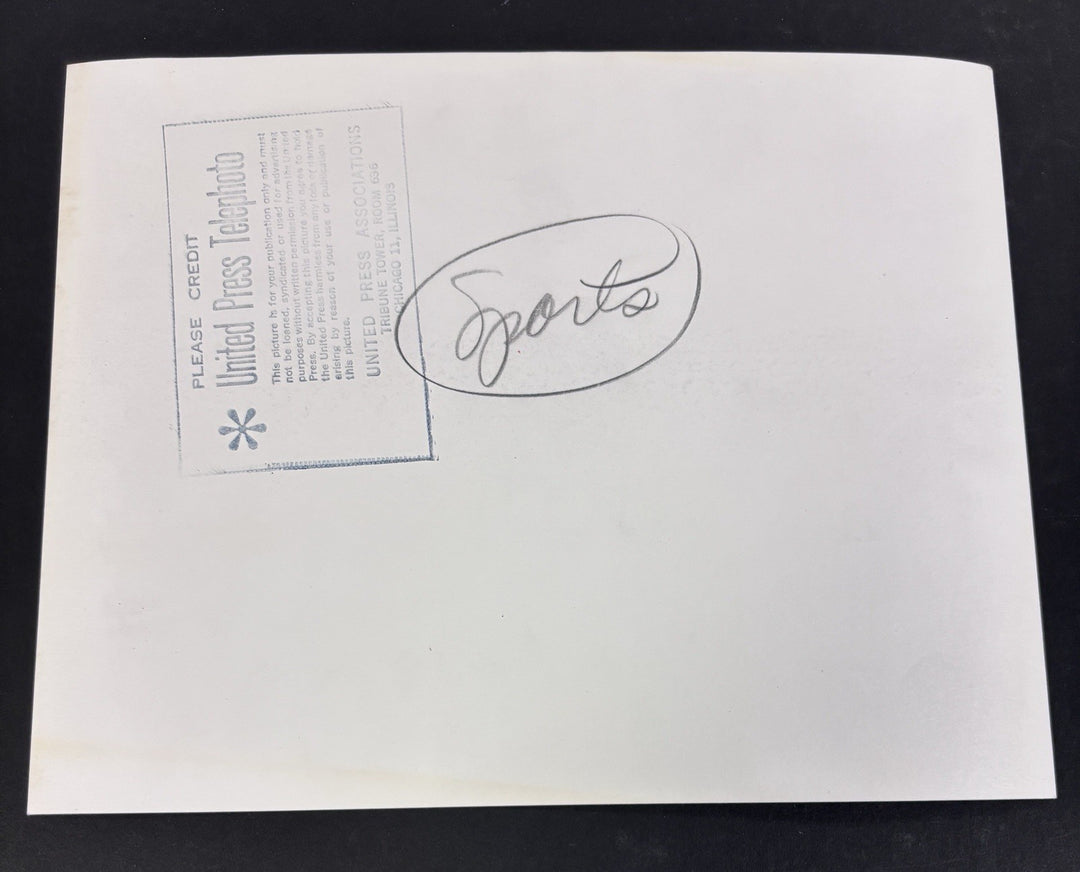 PLEASE CREDIT
United Press Telephoto
This picture is for your publication only and must
not be loaned, syndicated or used for advertising
purposes without written permission from the United
Press. By accepting this picture you agree to hold
the United Press harmless from any loss or damage
arising by reason of your use or publication of
this picture.
UNITED PRESS ASSOCIATIONS
TRIBUNE TOWER, ROOM 656
CHICAGO 11, ILLINOIS
Sports